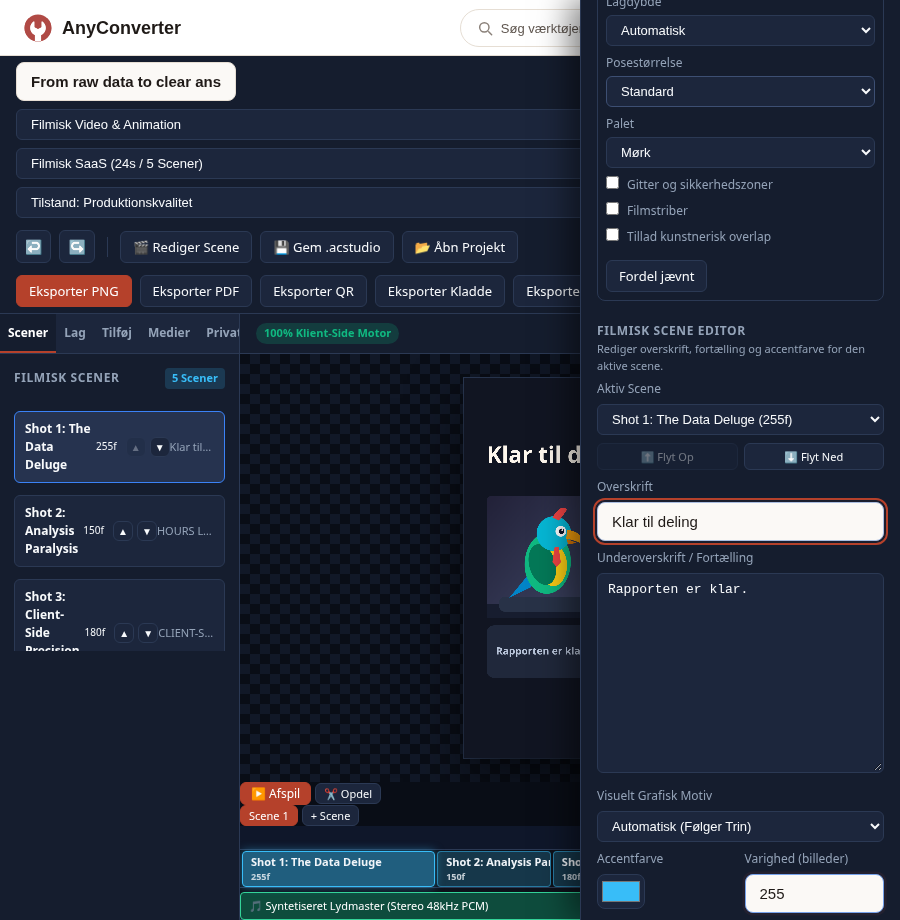 AnyConverter
Søg værktøje
From raw data to clear ans
Filmisk Video & Animation
Filmisk SaaS (24s / 5 Scener)
Tilstand: Produktionskvalitet
Rediger Scene
Gem .acstudio
Åbn Projekt
Eksporter PNG
Eksporter PDF
Eksporter QR
Eksporter Kladde
Eksporte
Scener
Lag
Tilføj
Medier
Privat
100% Klient-Side Motor
FILMISK SCENER
5 Scener
Shot 1: The Data Deluge
255f
▲
▼
Klar til...
Shot 2: Analysis Paralysis
150f
▲
▼
HOURS L...
Shot 3: Client-Side Precision
180f
▲
▼
CLIENT-S...
Klar til d
Rapporten er kla
Afspil
Opdel
Scene 1
+ Scene
Shot 1: The Data Deluge
255f
Shot 2: Analysis Par
150f
Sho
180f
Syntetiseret Lydmaster (Stereo 48kHz PCM)
Lagdybde
Automatisk
Posestørrelse
Standard
Palet
Mørk
Gitter og sikkerhedszoner
Filmstriber
Tillad kunstnerisk overlap
Fordel jævnt
FILMISK SCENE EDITOR
Rediger overskrift, fortælling og accentfarve for den
aktive scene.
Aktiv Scene
Shot 1: The Data Deluge (255f)
Flyt Op
Flyt Ned
Overskrift
Klar til deling
Underoverskrift / Fortælling
Rapporten er klar.
Visuelt Grafisk Motiv
Automatisk (Følger Trin)
Accentfarve
Varighed (billeder)
255